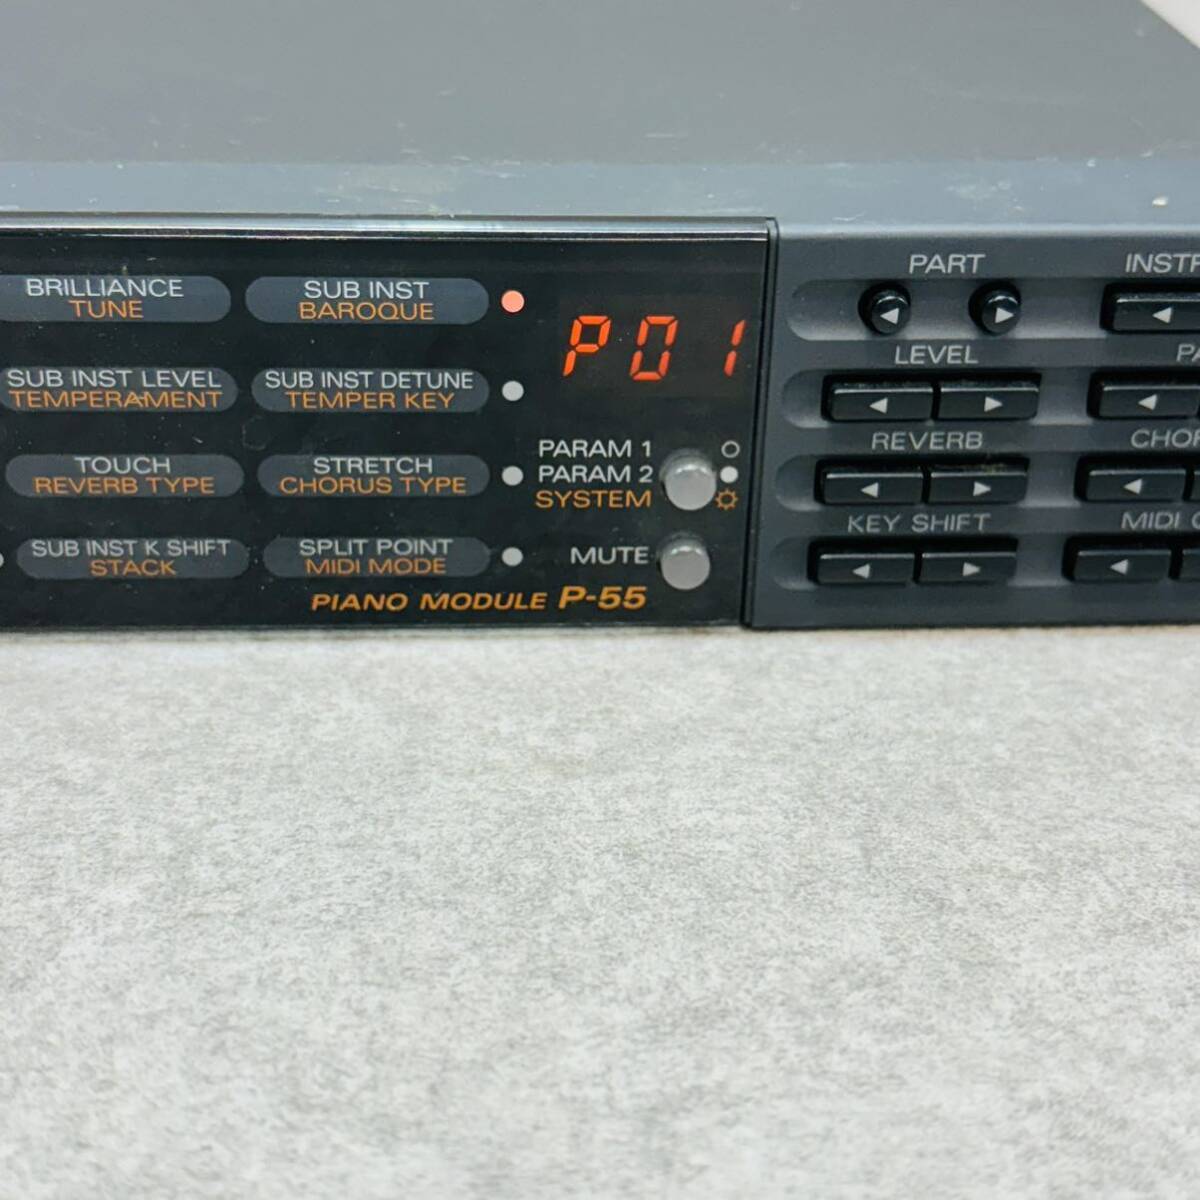 BRILLIANCE
TUNE
SUB INST
BAROQUE
P01
SUB INST LEVEL
TEMPERAMENT
SUB INST DETUNE
TEMPER KEY
TOUCH
REVERB TYPE
STRETCH
CHORUS TYPE
PARAM 1
PARAM 2
SYSTEM
SUB INST K SHIFT
STACK
SPLIT POINT
MIDI MODE
MUTE
PIANO MODULE P-55
PART
INSTR
LEVEL
PA
REVERB
CHOR
KEY SHIFT
MIDI C